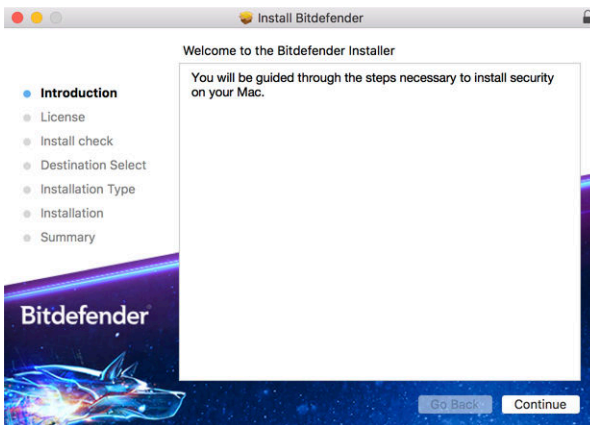 Install Bitdefender
Welcome to the Bitdefender Installer
You will be guided through the steps necessary to install security
on your Mac.
Introduction
License
Install check
Destination Select
Installation Type
Installation
Summary
Bitdefender
Go Back
Continue